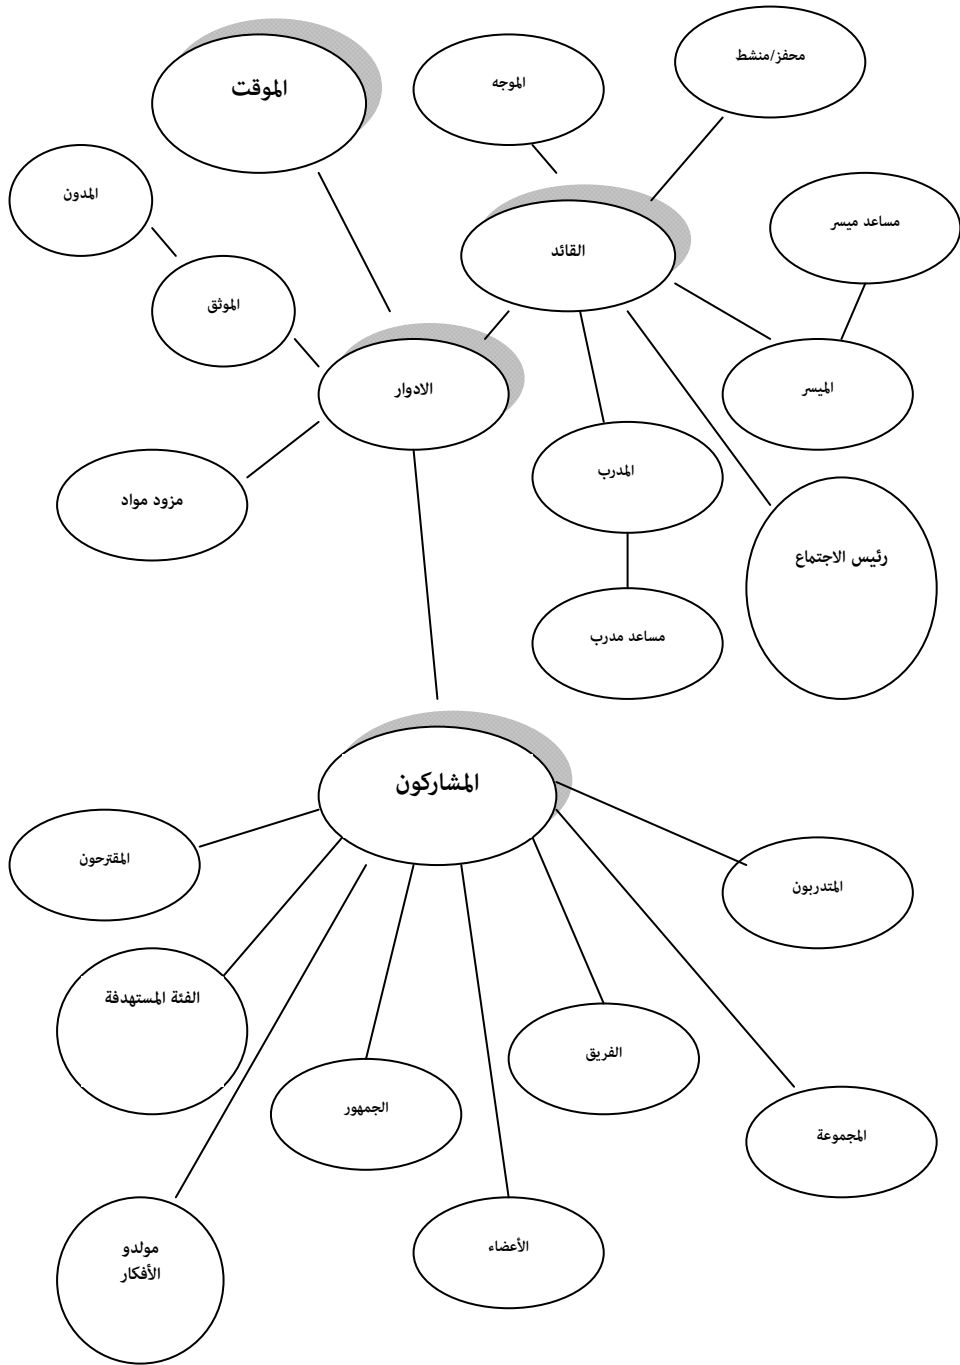 محفز/منشط
الموجه
الموقت
المدون
مساعد ميسر
القائد
الموثق
الميسر
الادوار
المدرب
مزود مواد
رئيس الاجتماع
مساعد مدرب
المشاركون
المقترحون
المتدربون
الفئة المستهدفة
الفريق
الجمهور
المجموعة
الأعضاء
مولدو
الأفكار